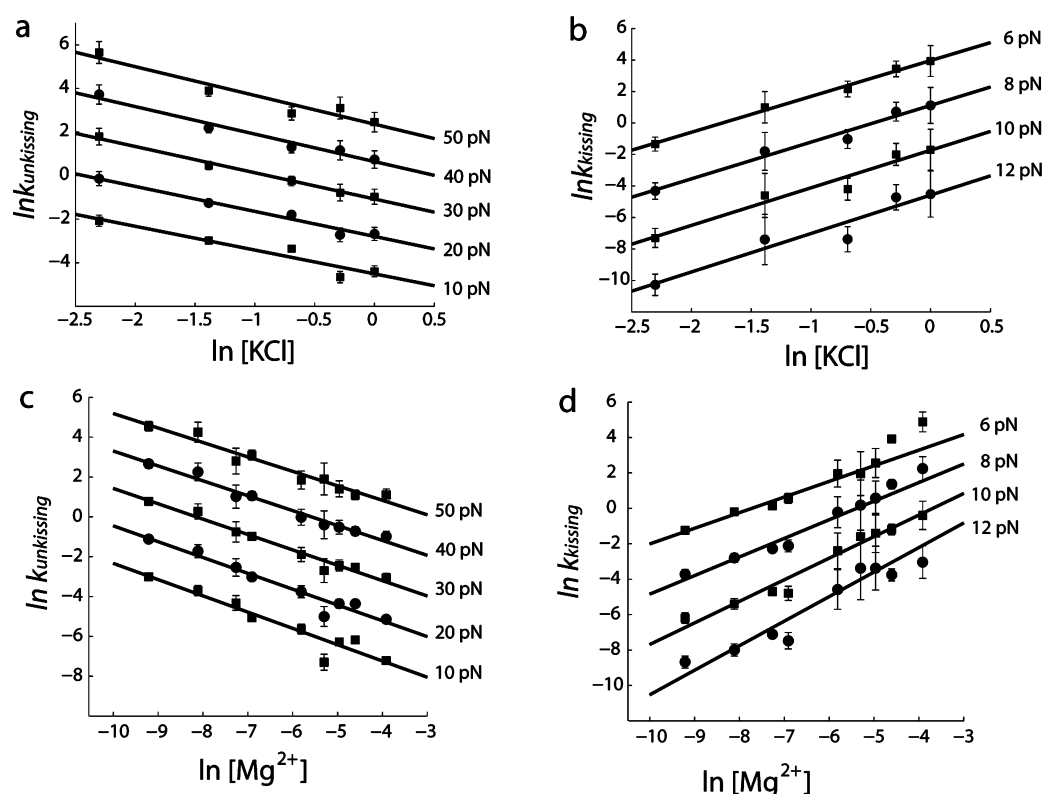 a
6
4
2
0
−2
−4
−2.5
−2
−1.5
−1
−0.5
0
0.5
lnkunkissing
ln [KCl]
50 pN
40 pN
30 pN
20 pN
10 pN
b
6
4
2
0
−2
−4
−6
−8
−10
−2.5
−2
−1.5
−1
−0.5
0
0.5
lnkkissing
ln [KCl]
6 pN
8 pN
10 pN
12 pN
c
6
4
2
0
−2
−4
−6
−8
−10
−9
−8
−7
−6
−5
−4
−3
ln kunkissing
ln [Mg²⁺]
50 pN
40 pN
30 pN
20 pN
10 pN
d
6
4
2
0
−2
−4
−6
−8
−10
−10
−9
−8
−7
−6
−5
−4
−3
ln kkissing
ln [Mg²⁺]
6 pN
8 pN
10 pN
12 pN